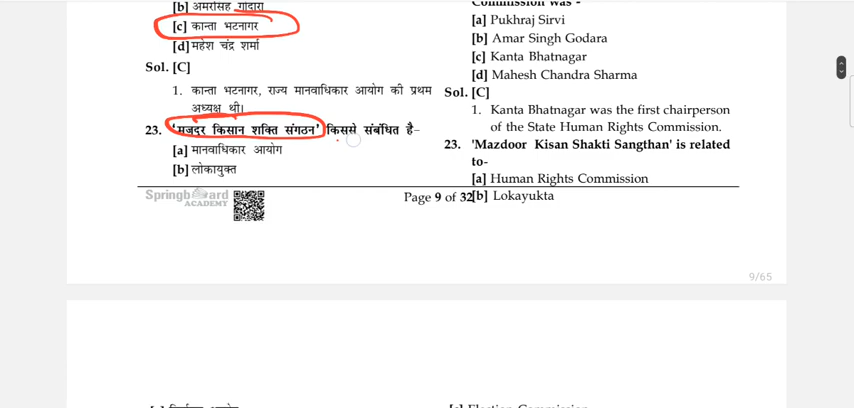 [b] अमरसिंह गोदारा
[c] कान्ता भटनागर
[d] महेश चंद्र शर्मा
Sol. [C]
1. कान्ता भटनागर, राज्य मानवाधिकार आयोग की प्रथम
अध्यक्ष थी।
23. 'मजदूर किसान शक्ति संगठन' किससे संबंधित है–
[a] मानवाधिकार आयोग
[b] लोकायुक्त
Commission was -
[a] Pukhraj Sirvi
[b] Amar Singh Godara
[c] Kanta Bhatnagar
[d] Mahesh Chandra Sharma
Sol. [C]
1. Kanta Bhatnagar was the first chairperson
of the State Human Rights Commission.
23. 'Mazdoor Kisan Shakti Sangthan' is related
to-
[a] Human Rights Commission
[b] Lokayukta
Springboard
ACADEMY
Page 9 of 32
9/65
Election Commission